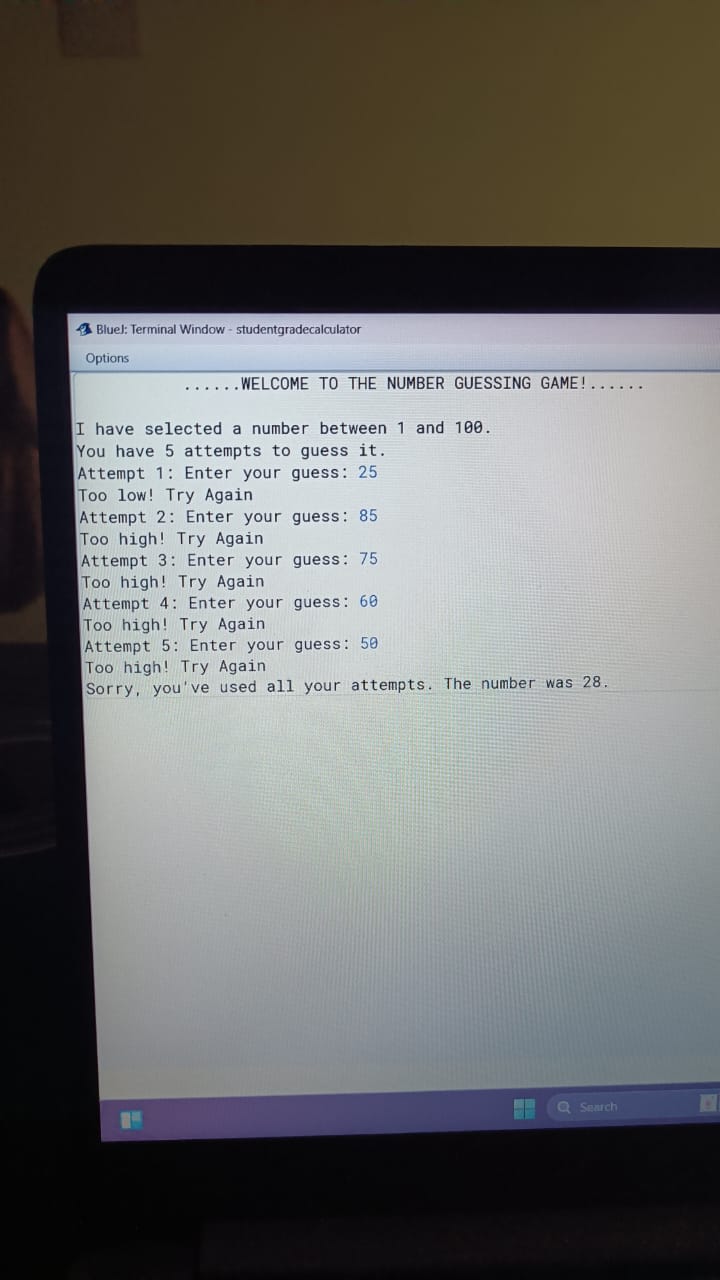 BlueJ: Terminal Window - studentgradecalculator
Options
......WELCOME TO THE NUMBER GUESSING GAME!......
I have selected a number between 1 and 100.
You have 5 attempts to guess it.
Attempt 1: Enter your guess: 25
Too low! Try Again
Attempt 2: Enter your guess: 85
Too high! Try Again
Attempt 3: Enter your guess: 75
Too high! Try Again
Attempt 4: Enter your guess: 60
Too high! Try Again
Attempt 5: Enter your guess: 50
Too high! Try Again
Sorry, you've used all your attempts. The number was 28.
Search